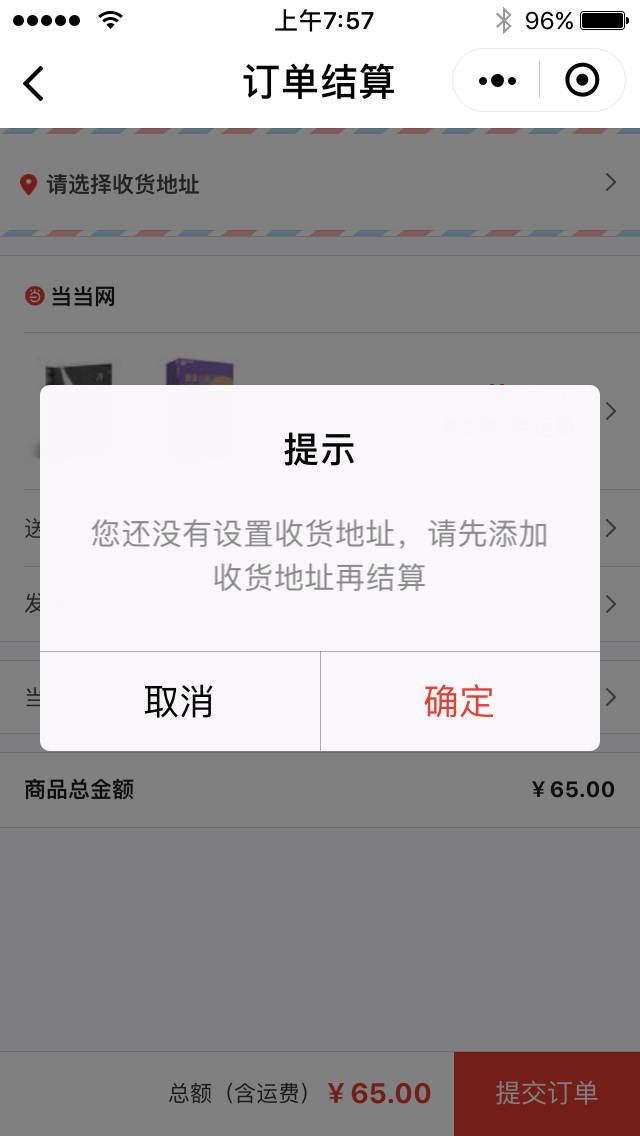 上午7:57
96%
订单结算
请选择收货地址
当当网
提示
您还没有设置收货地址，请先添加
收货地址再结算
送
发
取消
确定
当
商品总金额
¥ 65.00
总额（含运费）
¥ 65.00
提交订单